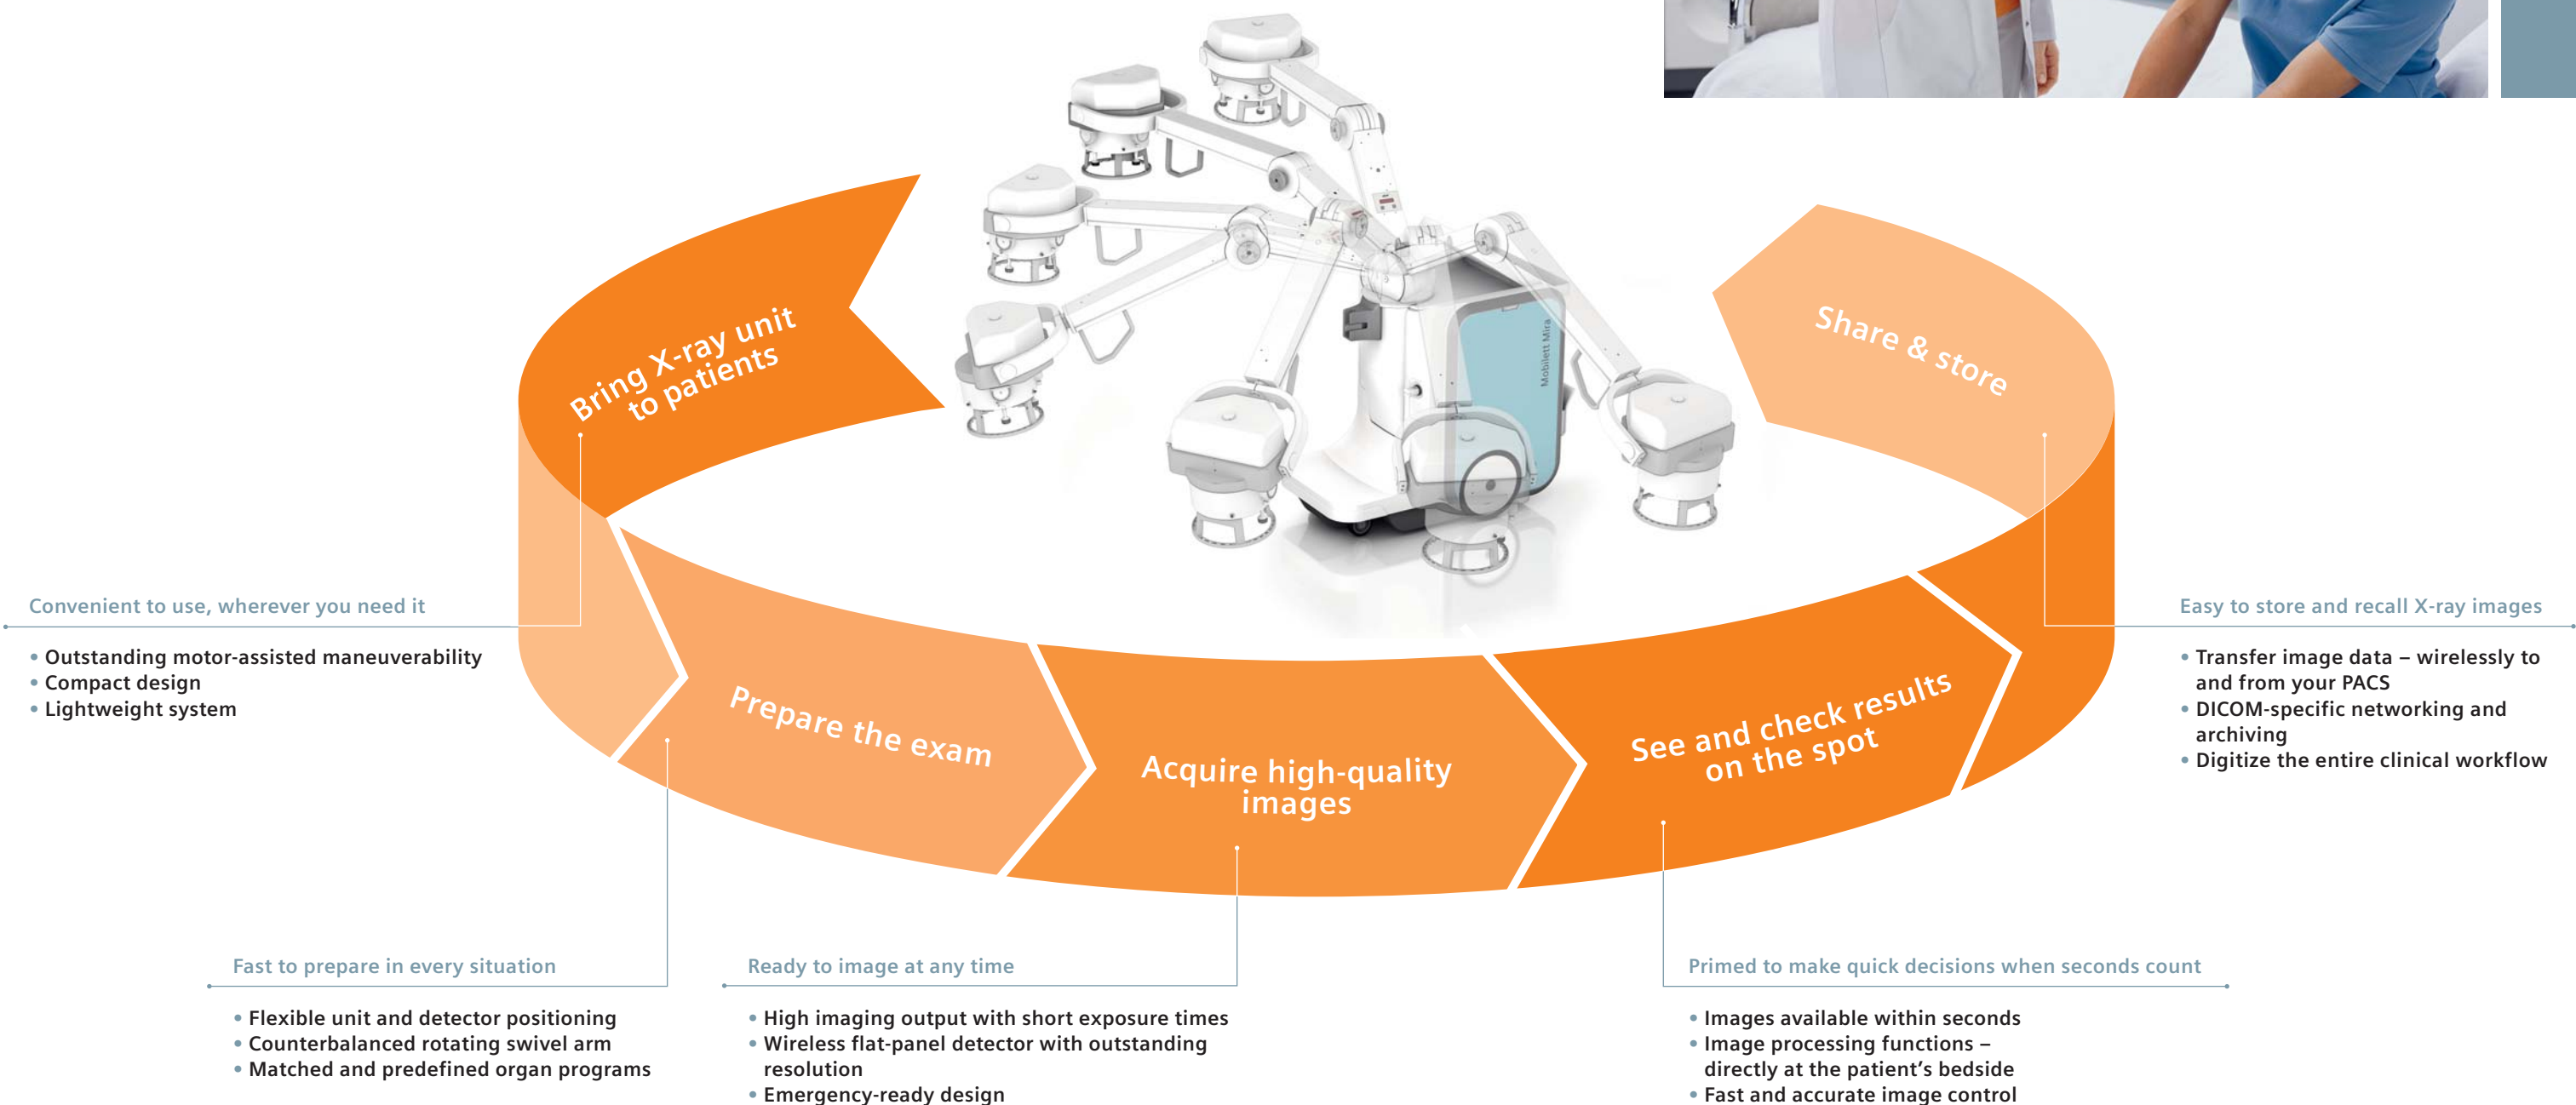 Bring X-ray unit
to patients
Mobilett Mira
Share & store
Prepare the exam
Acquire high-quality
images
See and check results
on the spot
Convenient to use, wherever you need it
• Outstanding motor-assisted maneuverability
• Compact design
• Lightweight system
Easy to store and recall X-ray images
• Transfer image data – wirelessly to
and from your PACS
• DICOM-specific networking and
archiving
• Digitize the entire clinical workflow
Fast to prepare in every situation
• Flexible unit and detector positioning
• Counterbalanced rotating swivel arm
• Matched and predefined organ programs
Ready to image at any time
• High imaging output with short exposure times
• Wireless flat-panel detector with outstanding
resolution
• Emergency-ready design
Primed to make quick decisions when seconds count
• Images available within seconds
• Image processing functions –
directly at the patient’s bedside
• Fast and accurate image control